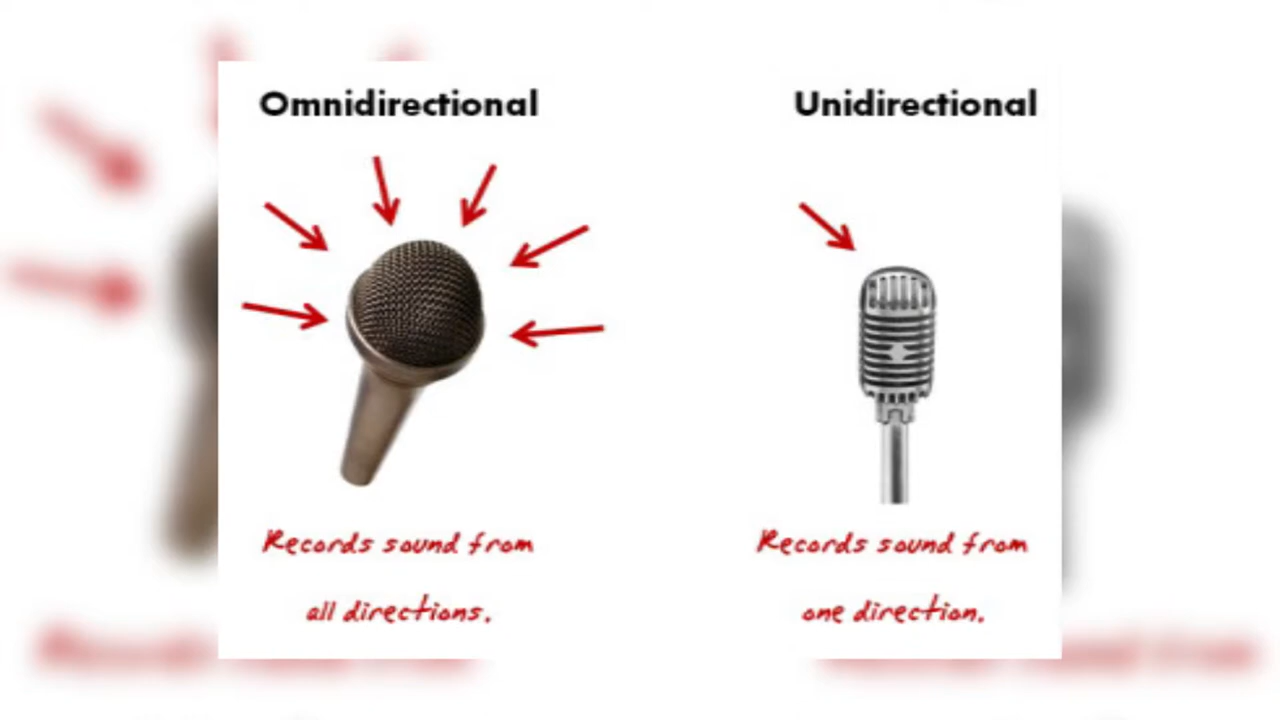 Omnidirectional
Unidirectional
Records sound from
all directions.
Records sound from
one direction.